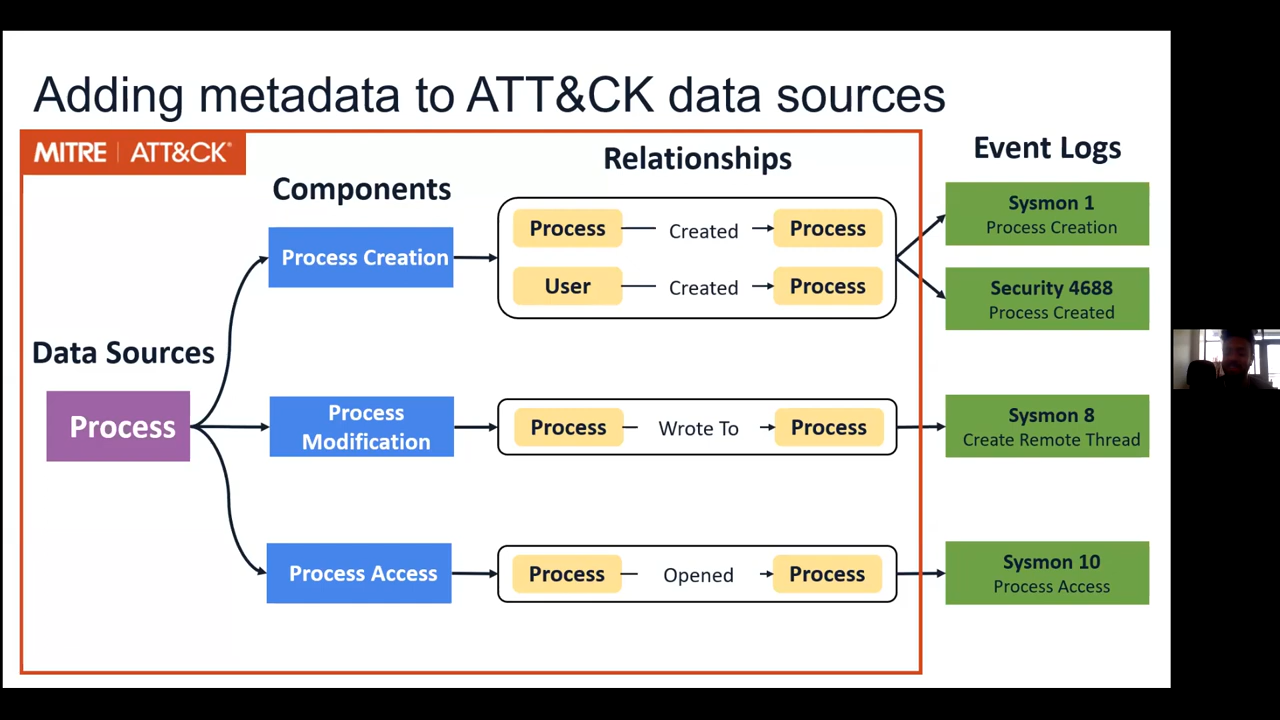 Adding metadata to ATT&CK data sources
MITRE | ATT&CK®
Relationships
Event Logs
Components
Data Sources
Process
Process Creation
Process Created Process
User Created Process
Sysmon 1
Process Creation
Security 4688
Process Created
Process
Modification
Process Wrote To Process
Sysmon 8
Create Remote Thread
Process Access
Process Opened Process
Sysmon 10
Process Access